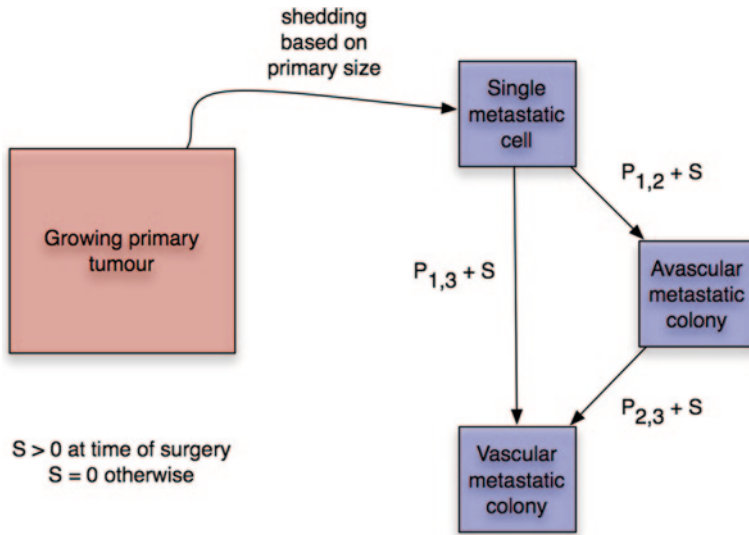 shedding
based on
primary size
Single
metastatic
cell
P1,2 + S
Growing primary
tumour
P1,3 + S
Avascular
metastatic
colony
P2,3 + S
S > 0 at time of surgery
S = 0 otherwise
Vascular
metastatic
colony